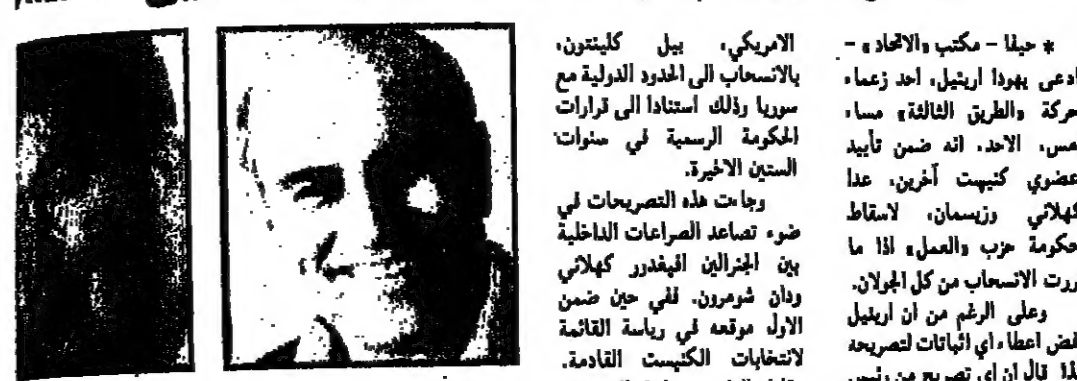 * حيفا - مكتب «الاتحاد» -
ادعى يهودا اريئيل، احد زعماء
حركة «الطريق الثالثة» مساء
امس، الاحد، انه ضمن تأييد
عضوي كنيست آخرين، عدا
كهلاني وزيسمان، لاسقاط
حكومة حزب «العمل» اذا ما
قررت الانسحاب من كل الجولان.
وعلى الرغم من ان اريئيل
رفض اعطاء اي اثباتات لتصريحه
هذا قال ان اي تصريح من رئيس
الامريكي، بيل كلينتون،
بالانسحاب الى الحدود الدولية مع
سوريا وذلك استنادا الى قرارات
الحكومة الرسمية في سنوات
الستين الاخيرة.
وجاءت هذه التصريحات في
ضوء تصاعد الصراعات الداخلية
بين الجنرالين افيغدور كهلاني
ودان شومرون. ففي حين ضمن
الاول موقعه في رياسة القائمة
لانتخابات الكنيست القادمة.